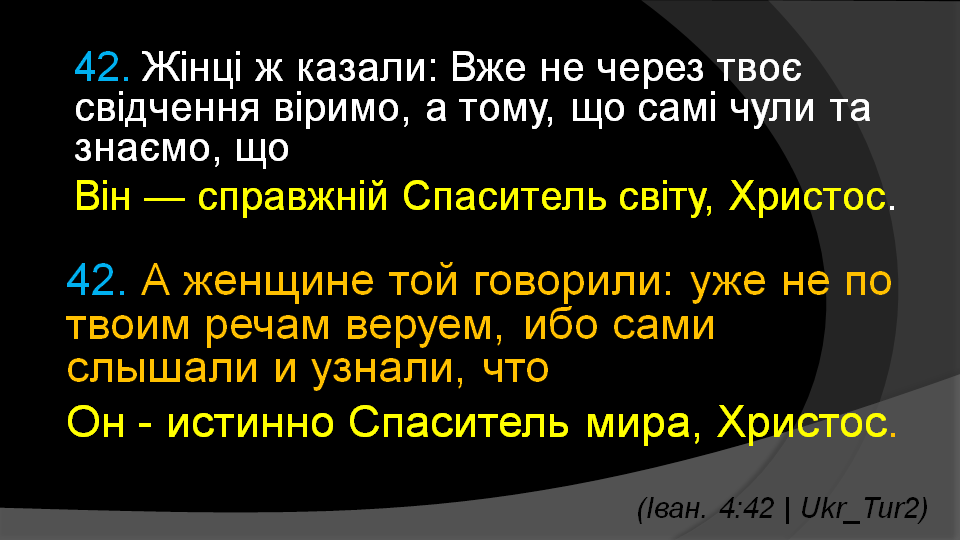 42. Жінці ж казали: Вже не через твоє
свідчення віримо, а тому, що самі чули та
знаємо, що
Він — справжній Спаситель світу, Христос.
42. А женщине той говорили: уже не по
твоим речам веруем, ибо сами
слышали и узнали, что
Он - истинно Спаситель мира, Христос.
(Іван. 4:42 | Ukr_Tur2)